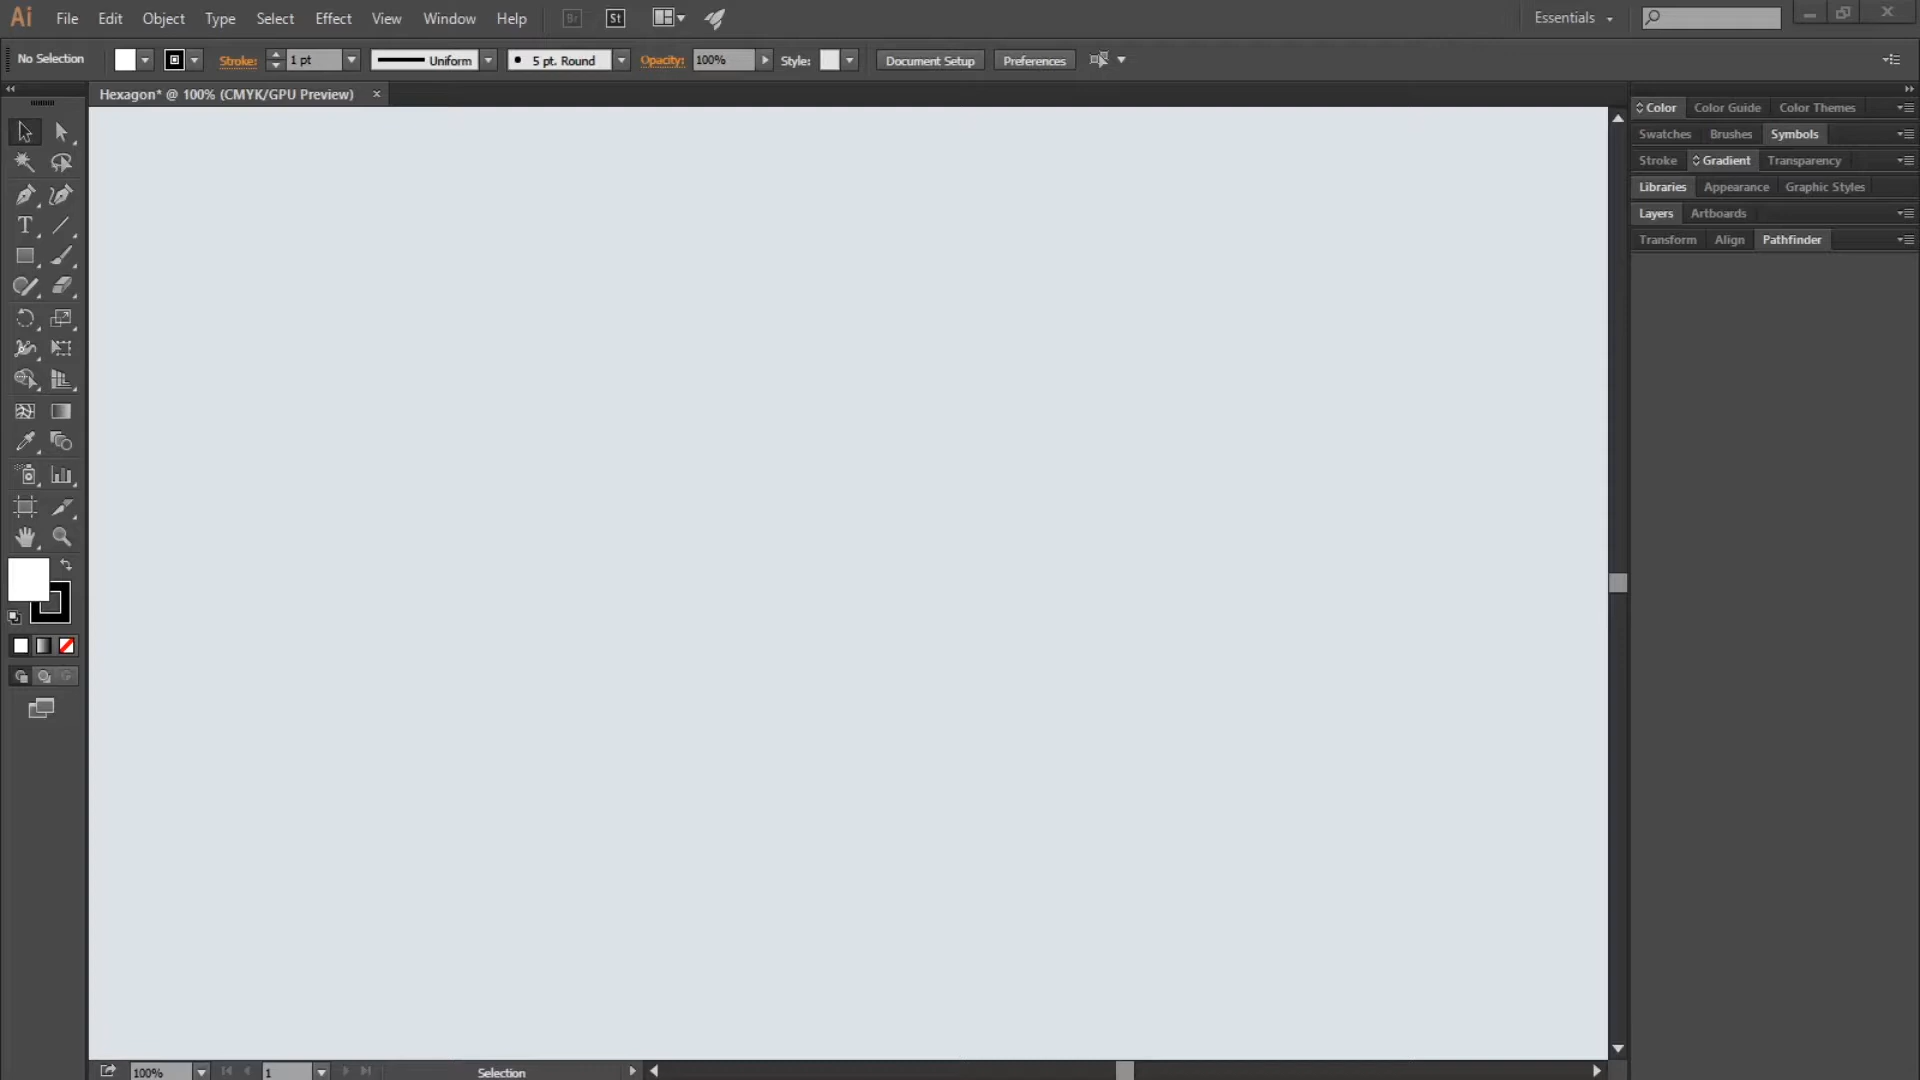 Ai File Edit Object Type Select Effect View Window Help Br St Essentials
No Selection Stroke: 1 pt Uniform 5 pt. Round Opacity: 100% Style: Document Setup Preferences
Hexagon* @ 100% (CMYK/GPU Preview) ×
Color Color Guide Color Themes
Swatches Brushes Symbols
Stroke Gradient Transparency
Libraries Appearance Graphic Styles
Layers Artboards
Transform Align Pathfinder
100% 1 Selection